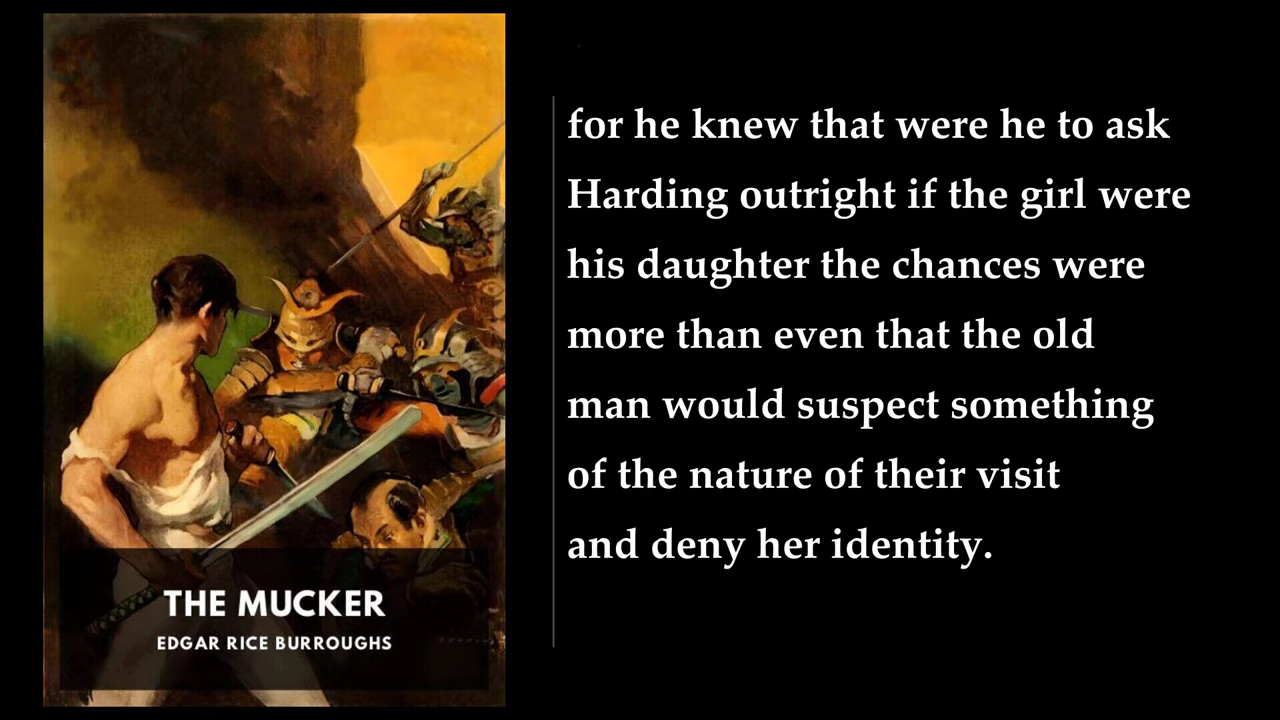 THE MUCKER
EDGAR RICE BURROUGHS
for he knew that were he to ask
Harding outright if the girl were
his daughter the chances were
more than even that the old
man would suspect something
of the nature of their visit
and deny her identity.